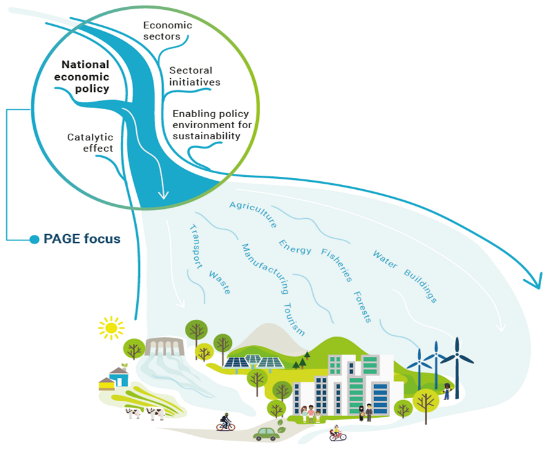 Economic
sectors
National
economic
policy
Sectoral
initiatives
Enabling policy
environment for
sustainability
Catalytic
effect
PAGE focus
Agriculture
Transport
Energy
Fisheries
Water Buildings
Manufacturing
Waste
Forests
Tourism